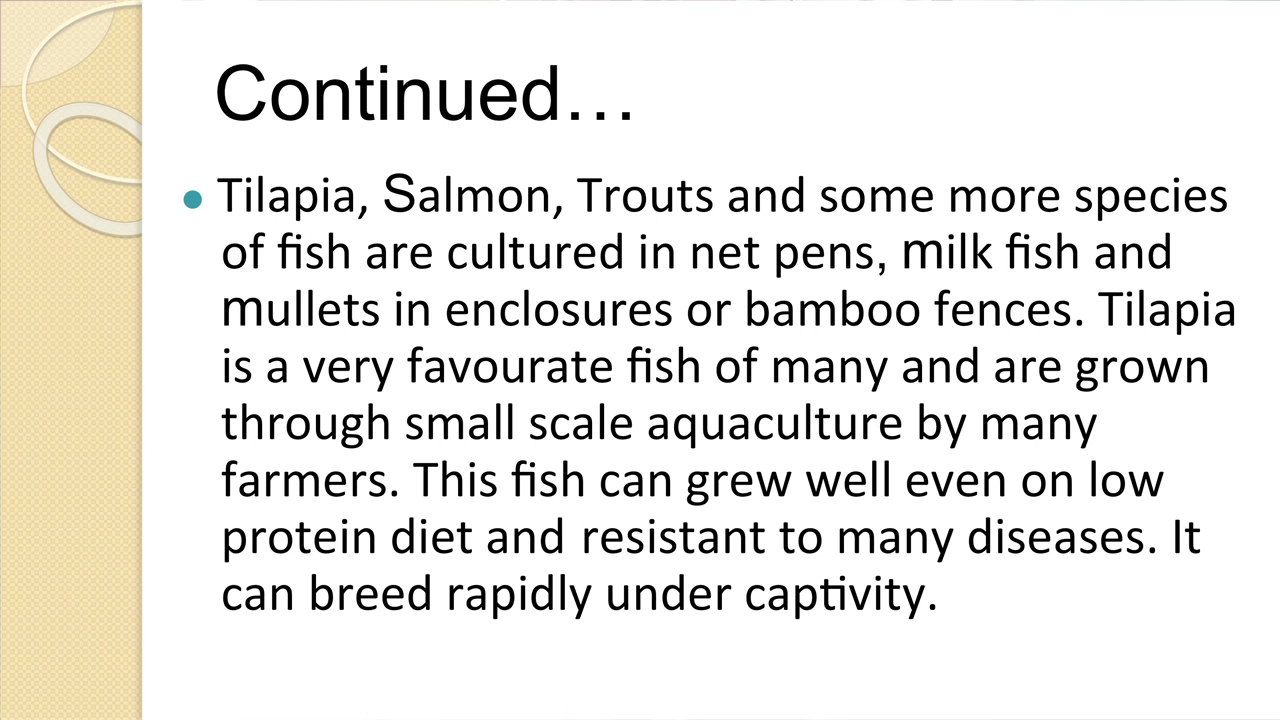 Continued…
Tilapia, Salmon, Trouts and some more species
of fish are cultured in net pens, milk fish and
mullets in enclosures or bamboo fences. Tilapia
is a very favourate fish of many and are grown
through small scale aquaculture by many
farmers. This fish can grew well even on low
protein diet and resistant to many diseases. It
can breed rapidly under captivity.